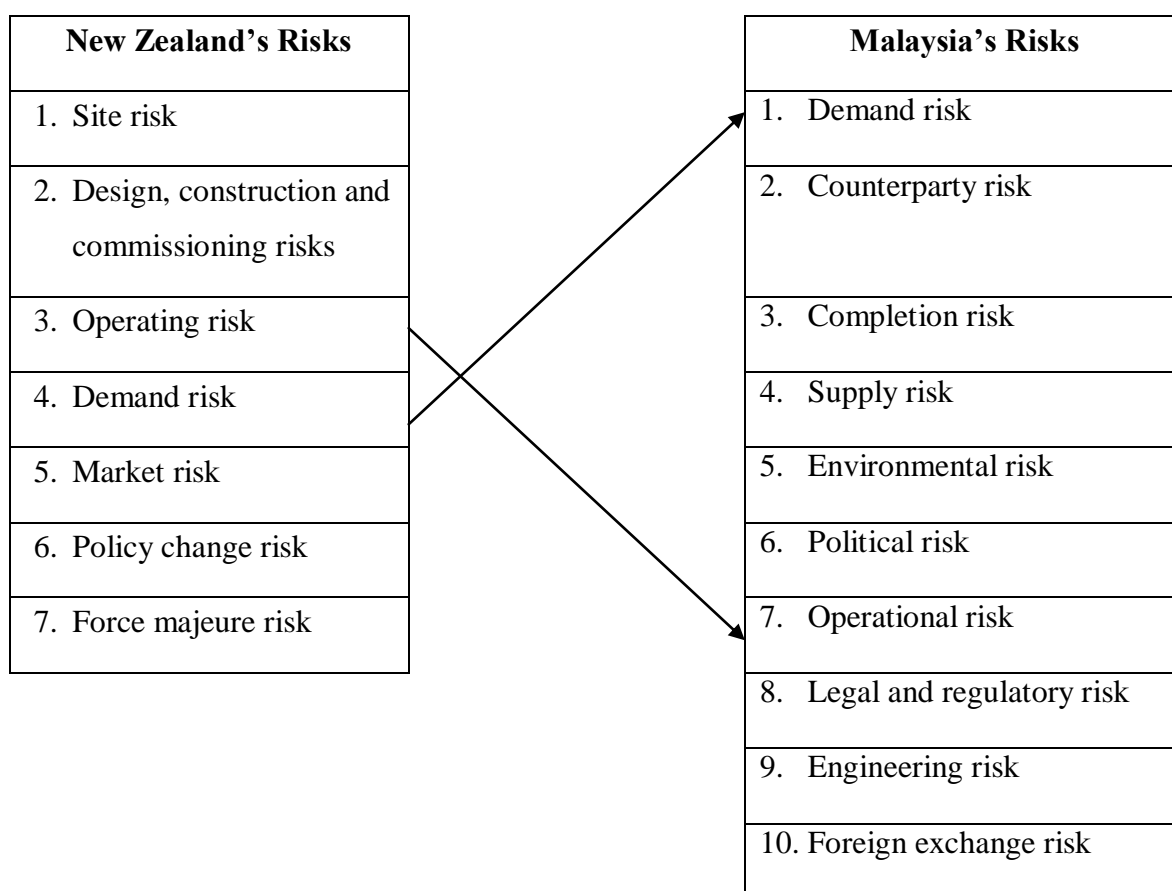 New Zealand’s Risks
1. Site risk
2. Design, construction and
commissioning risks
3. Operating risk
4. Demand risk
5. Market risk
6. Policy change risk
7. Force majeure risk
Malaysia’s Risks
1. Demand risk
2. Counterparty risk
3. Completion risk
4. Supply risk
5. Environmental risk
6. Political risk
7. Operational risk
8. Legal and regulatory risk
9. Engineering risk
10. Foreign exchange risk